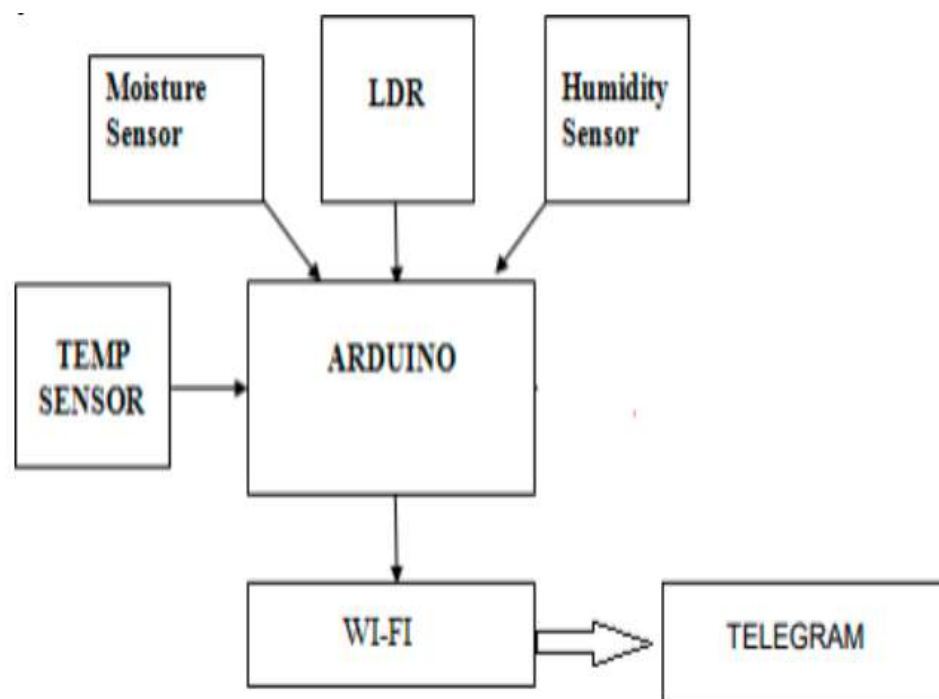 Moisture
Sensor
LDR
Humidity
Sensor
TEMP
SENSOR
ARDUINO
WI-FI
TELEGRAM